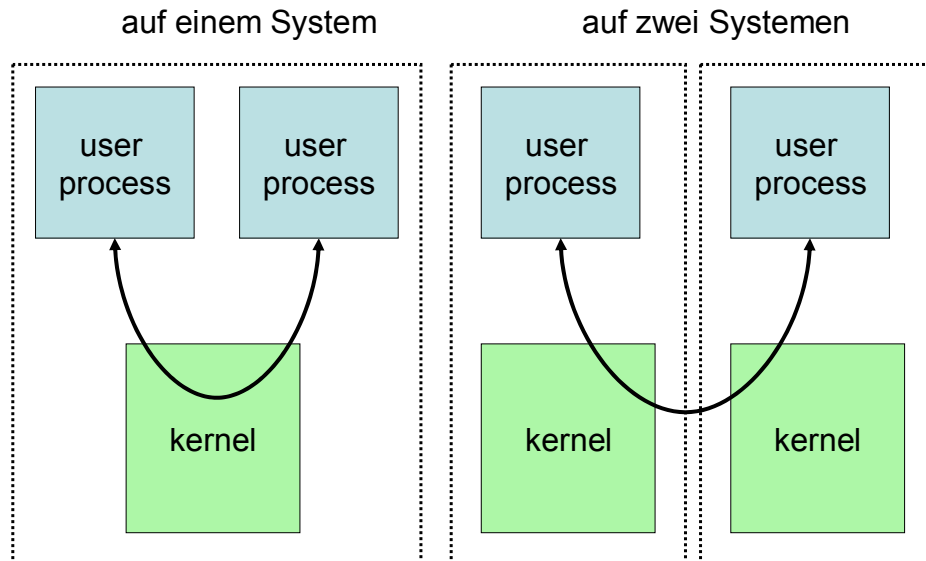 auf einem System
auf zwei Systemen
user
process
user
process
user
process
user
process
kernel
kernel
kernel